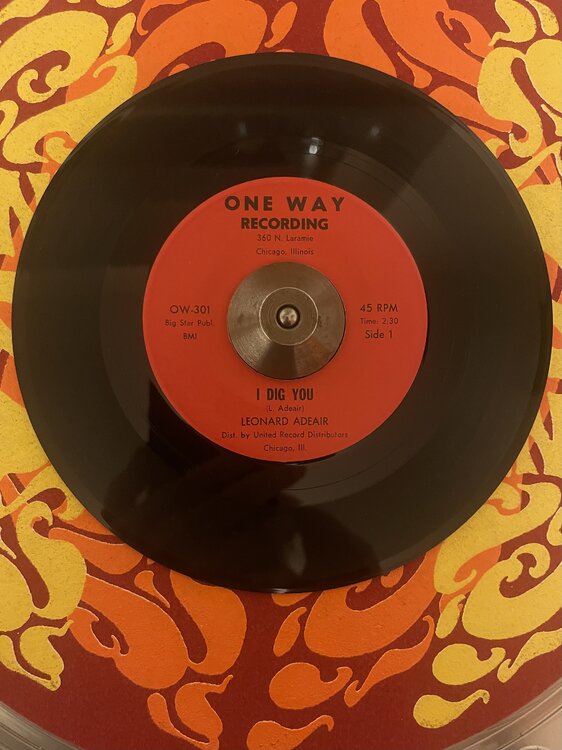 ONE WAY
RECORDING
360 N. Laramie
Chicago, Illinois
OW-301
Big Star Publ.
BMI
45 RPM
Time: 2:30
Side 1
I DIG YOU
(L. Adeair)
LEONARD ADEAIR
Dist. by United Record Distributors
Chicago, Ill.